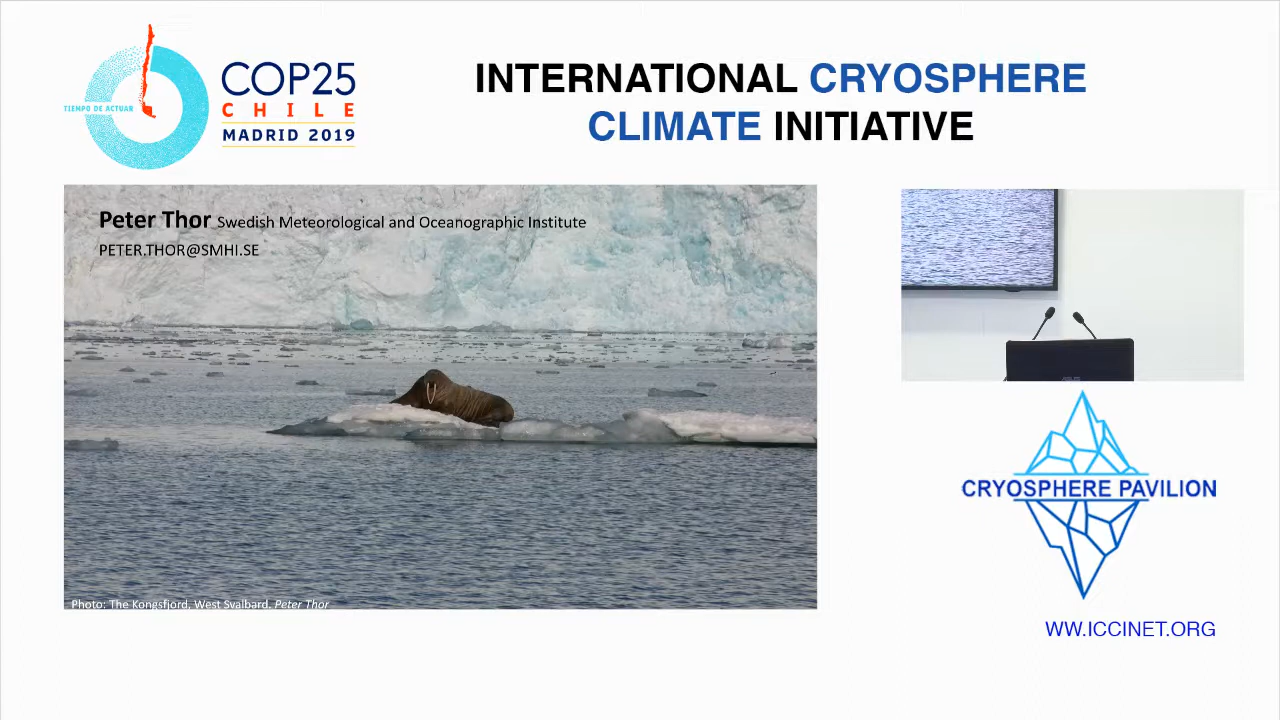 TIEMPO DE ACTUAR
COP25
CHILE
MADRID 2019
INTERNATIONAL CRYOSPHERE
CLIMATE INITIATIVE
Peter Thor Swedish Meteorological and Oceanographic Institute
PETER.THOR@SMHI.SE
Photo: The Kongsfjord, West Svalbard. Peter Thor
CRYOSPHERE PAVILION
WW.ICCINET.ORG